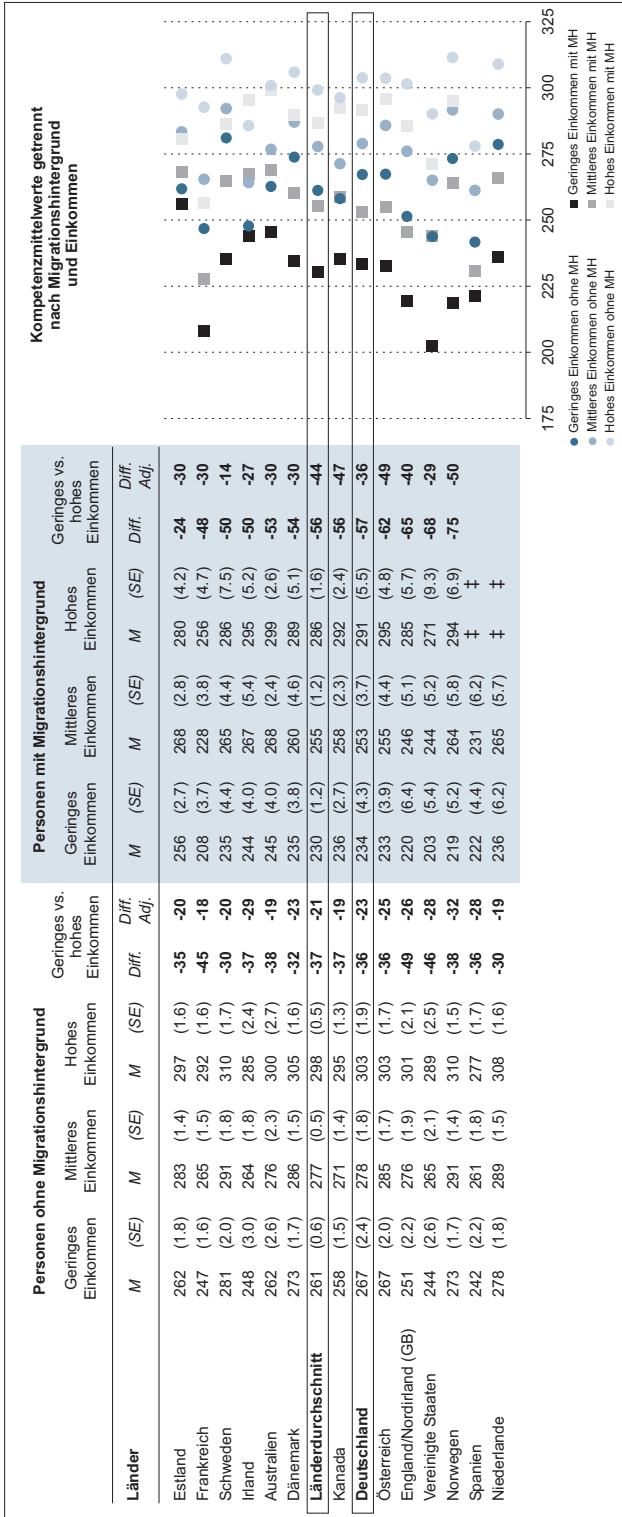 Personen ohne Migrationshintergrund Personen mit Migrationshintergrund Kompetenzmittelwerte getrennt
nach Migrationshintergrund
und Einkommen
Geringes Einkommen Mittleres Einkommen Hohes Einkommen Geringes vs. hohes Einkommen Geringes Einkommen Mittleres Einkommen Hohes Einkommen Geringes vs. hohes Einkommen
Länder M (SE) M (SE) M (SE) Diff. Diff. Adj. M (SE) M (SE) M (SE) Diff. Diff. Adj.
Estland 262 (1.8) 283 (1.4) 297 (1.6) -35 -20 256 (2.7) 268 (2.8) 280 (4.2) -24 -30
Frankreich 247 (1.6) 265 (1.5) 292 (1.6) -45 -18 208 (3.7) 228 (3.8) 256 (4.7) -48 -30
Schweden 281 (2.0) 291 (1.8) 310 (1.7) -30 -20 235 (4.4) 265 (4.4) 286 (7.5) -50 -14
Irland 248 (3.0) 264 (1.8) 285 (2.4) -37 -29 244 (4.0) 267 (5.4) 295 (5.2) -50 -27
Australien 262 (2.6) 276 (2.3) 300 (2.7) -38 -19 245 (4.0) 268 (2.4) 299 (2.6) -53 -30
Dänemark 273 (1.7) 286 (1.5) 305 (1.6) -32 -23 235 (3.8) 260 (4.6) 289 (5.1) -54 -30
Länderdurchschnitt 261 (0.6) 277 (0.5) 298 (0.5) -37 -21 230 (1.2) 255 (1.2) 286 (1.6) -56 -44
Kanada 258 (1.5) 271 (1.4) 295 (1.3) -37 -19 236 (2.7) 258 (2.3) 292 (2.4) -56 -47
Deutschland 267 (2.4) 278 (1.8) 303 (1.9) -36 -23 234 (4.3) 253 (3.7) 291 (5.5) -57 -36
Österreich 267 (2.0) 285 (1.7) 303 (1.7) -36 -25 233 (3.9) 255 (4.4) 295 (4.8) -62 -49
England/Nordirland (GB) 251 (2.2) 276 (1.9) 301 (2.1) -49 -26 220 (6.4) 246 (5.1) 285 (5.7) -65 -40
Vereinigte Staaten 244 (2.6) 265 (2.1) 289 (2.5) -46 -28 203 (5.4) 244 (5.2) 271 (9.3) -68 -29
Norwegen 273 (1.7) 291 (1.4) 310 (1.5) -38 -32 219 (5.2) 264 (5.8) 294 (6.9) -75 -50
Spanien 242 (2.2) 261 (1.8) 277 (1.7) -36 -28 222 (4.4) 231 (6.2) ‡ ‡
Niederlande 278 (1.8) 289 (1.5) 308 (1.6) -30 -19 236 (6.2) 265 (5.7) ‡ ‡
175 200 225 250 275 300 325
Geringes Einkommen ohne MH Geringes Einkommen mit MH
Mittleres Einkommen ohne MH Mittleres Einkommen mit MH
Hohes Einkommen ohne MH Hohes Einkommen mit MH